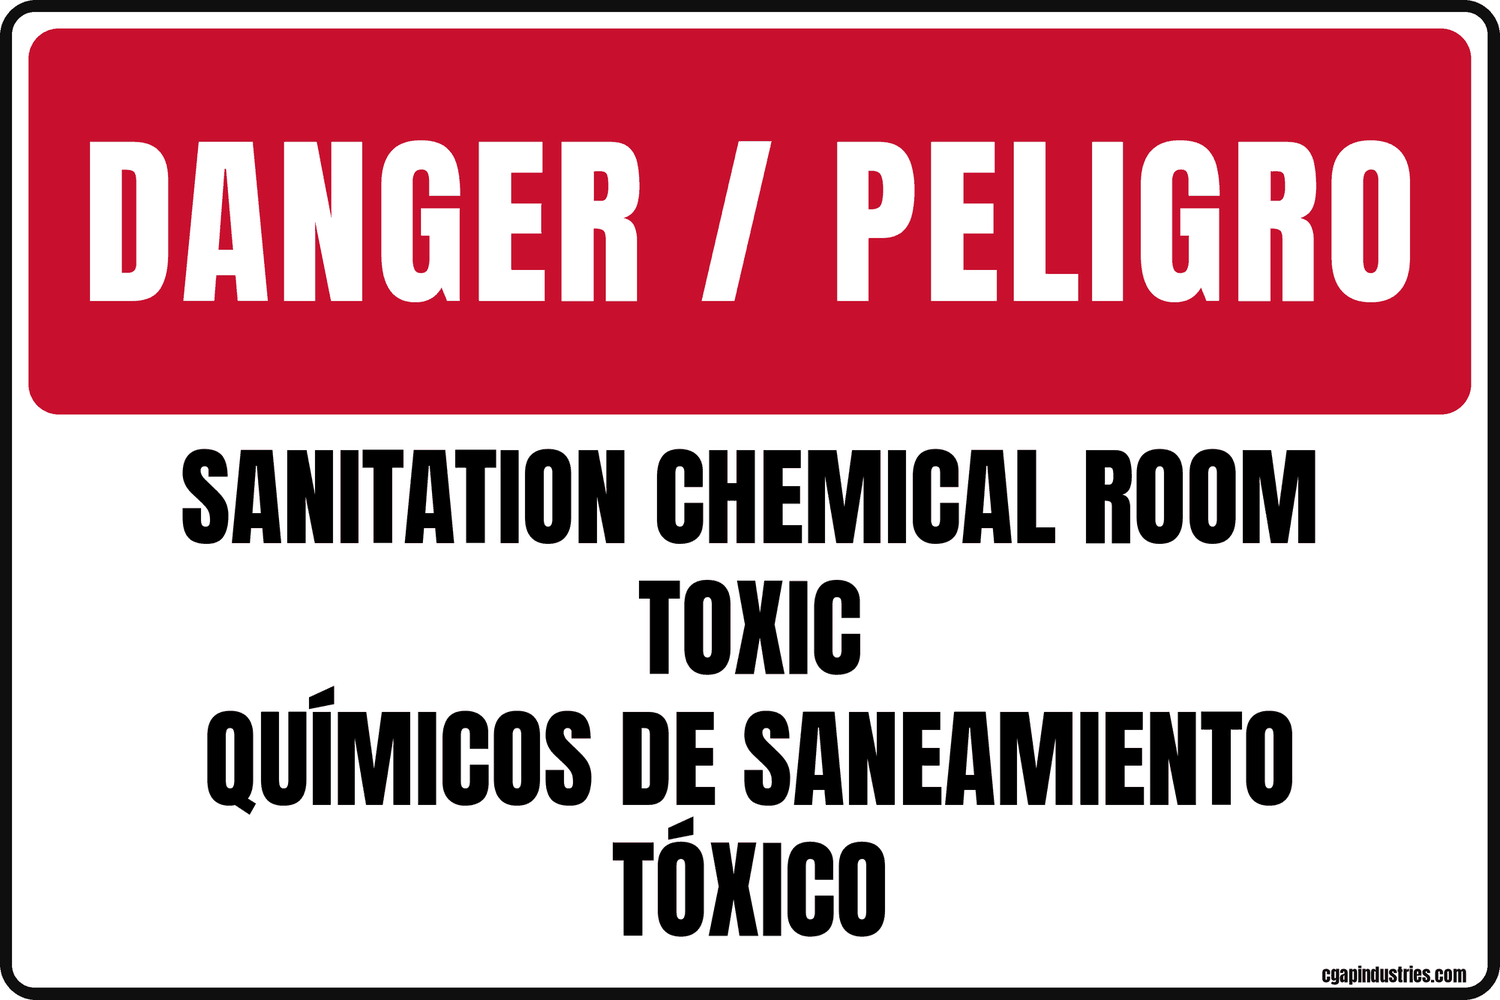 DANGER / PELIGRO
SANITATION CHEMICAL ROOM
TOXIC
QUÍMICOS DE SANEAMIENTO
TÓXICO
cgapindustries.com